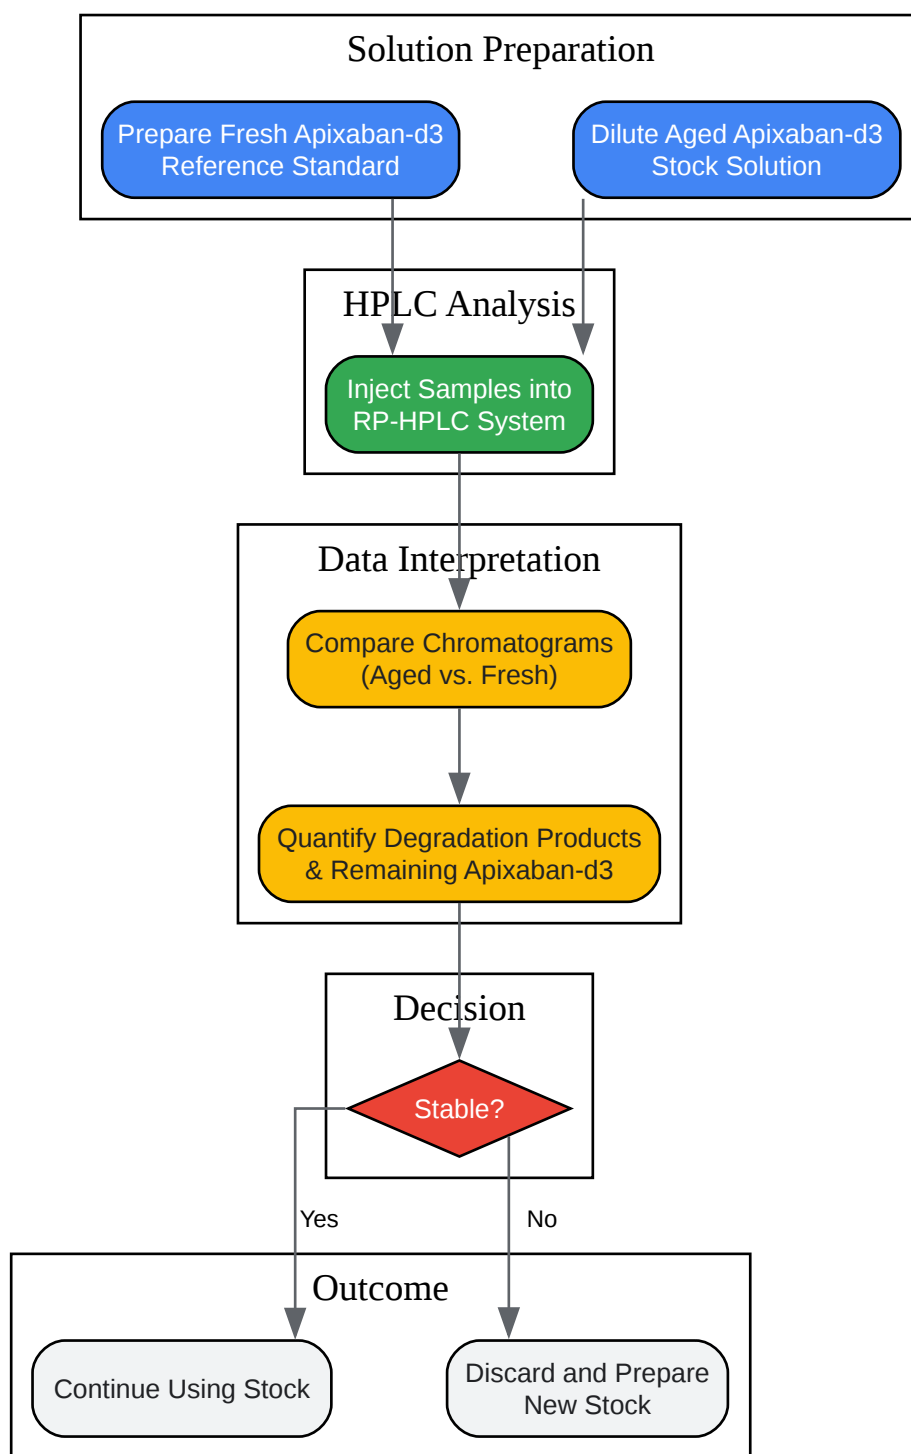 Solution Preparation
Prepare Fresh Apixaban-d3
Reference Standard
Dilute Aged Apixaban-d3
Stock Solution
HPLC Analysis
Inject Samples into
RP-HPLC System
Data Interpretation
Compare Chromatograms
(Aged vs. Fresh)
Quantify Degradation Products
& Remaining Apixaban-d3
Decision
Stable?
Yes
No
Outcome
Continue Using Stock
Discard and Prepare
New Stock